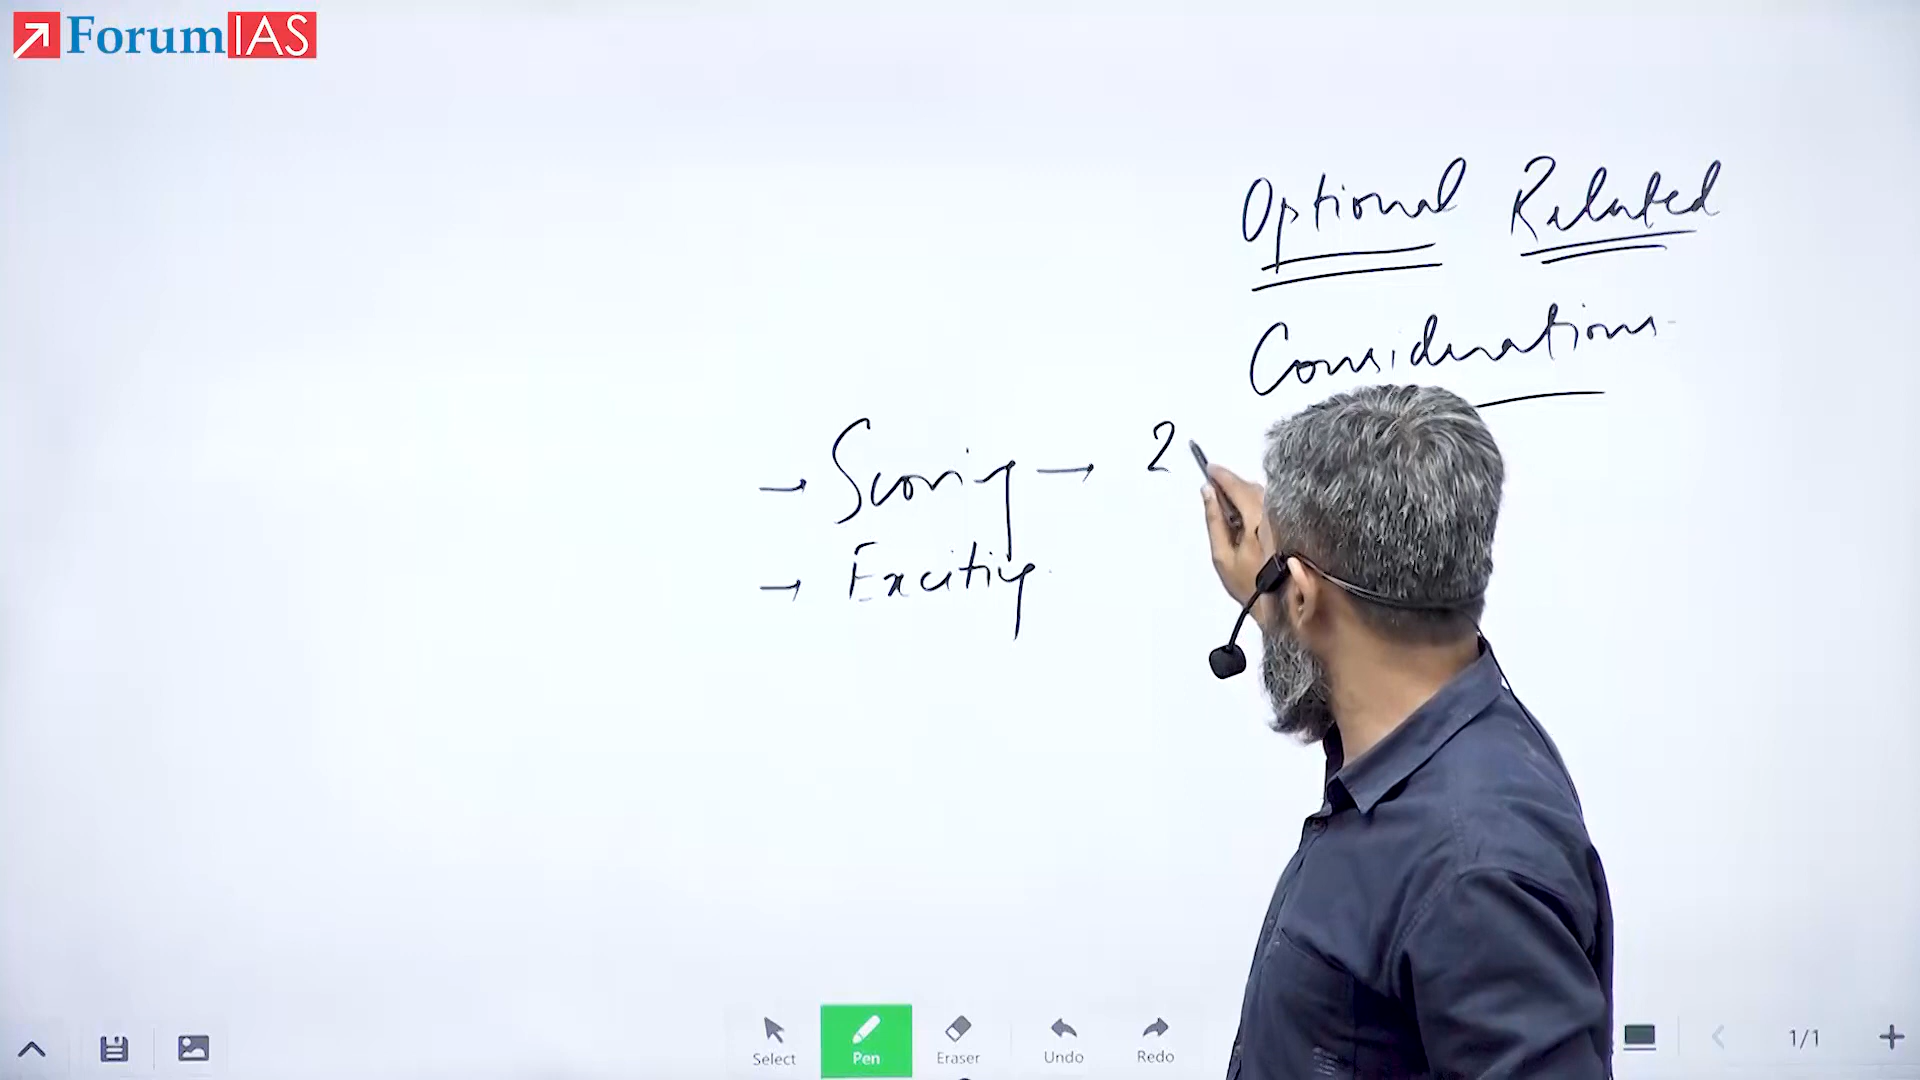 ForumIAS
Optional Related
Considerations
→ Scoring → 2
→ Exciting
Select
Pen
Eraser
Undo
Redo
1/1